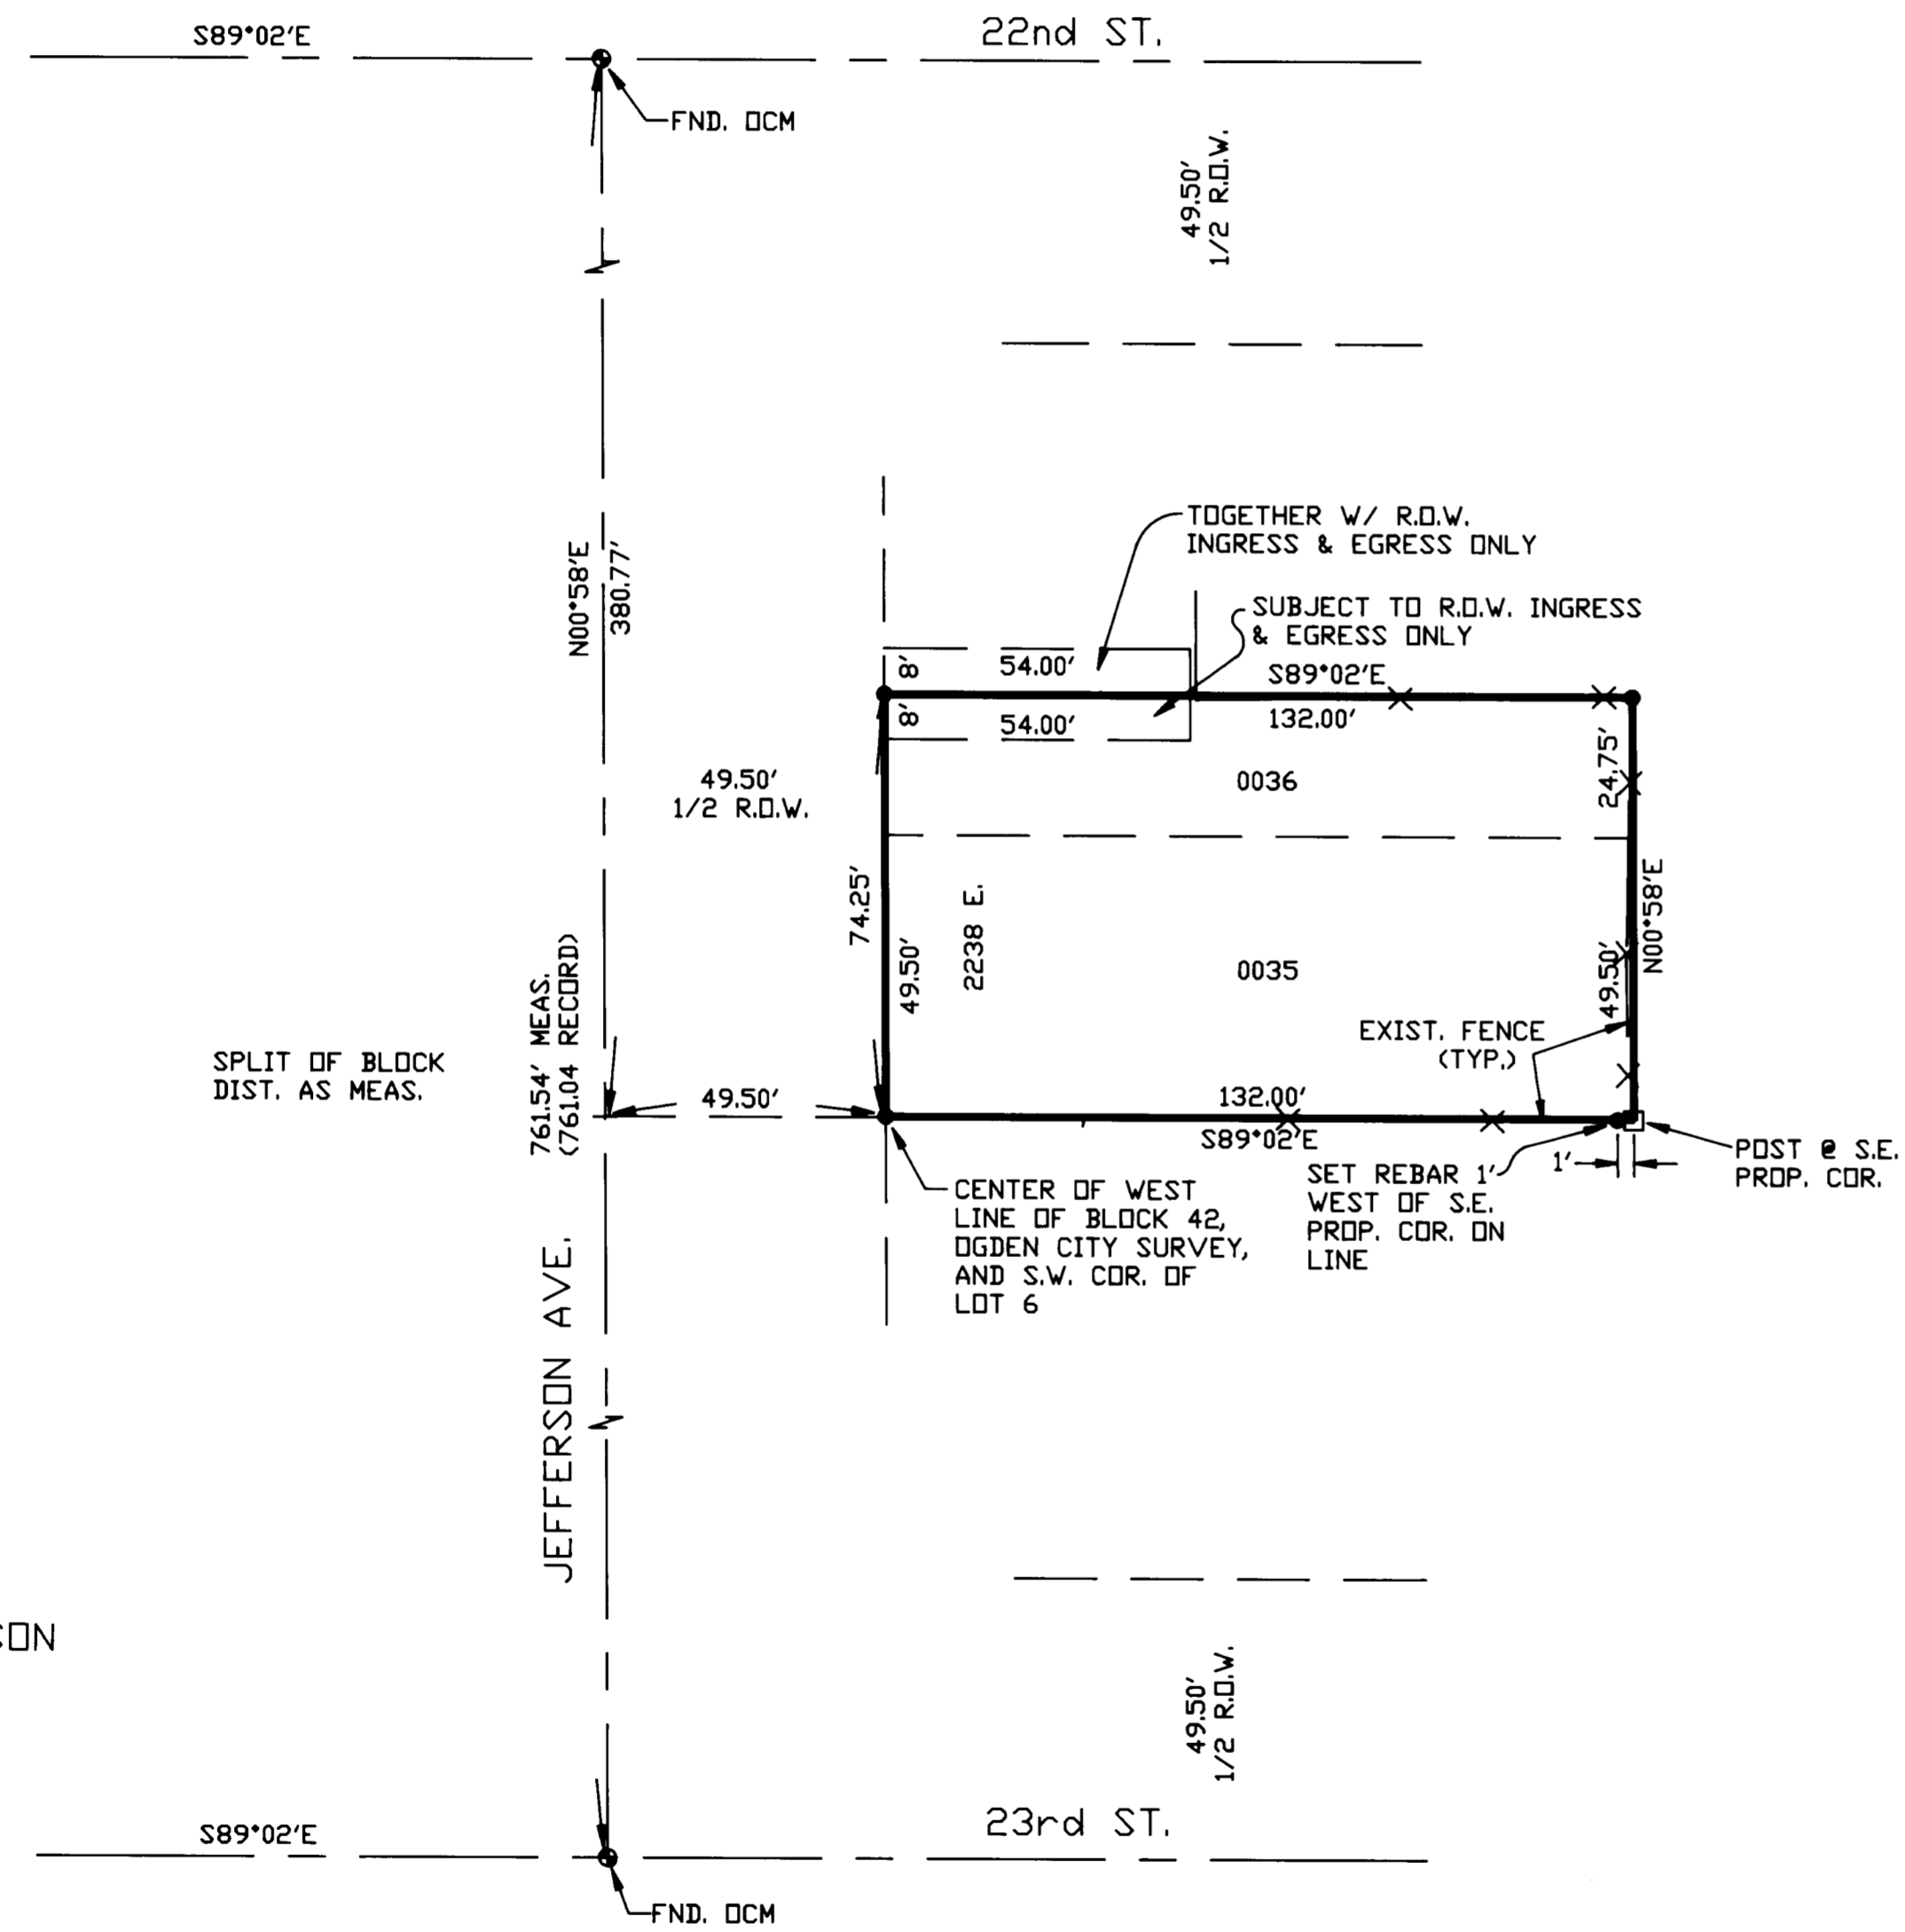 S89°02'E
22nd ST.
FND. OCM
49.50'
1/2 R.O.W.
N00°58'E
380.77'
TOGETHER W/ R.O.W.
INGRESS & EGRESS ONLY
SUBJECT TO R.O.W. INGRESS
& EGRESS ONLY
8'
54.00'
S89°02'E
8'
54.00'
132.00'
24.75'
49.50'
1/2 R.O.W.
0036
74.25'
49.50'
2238 E.
0035
49.50'
N00°58'E
EXIST. FENCE
(TYP.)
761.54' MEAS.
(761.04 RECORD)
SPLIT OF BLOCK
DIST. AS MEAS.
49.50'
132.00'
S89°02'E
POST @ S.E.
PROP. COR.
1'
SET REBAR 1'
WEST OF S.E.
PROP. COR. ON
LINE
CENTER OF WEST
LINE OF BLOCK 42,
OGDEN CITY SURVEY,
AND S.W. COR. OF
LOT 6
JEFFERSON AVE.
49.50'
1/2 R.O.W.
S89°02'E
23rd ST.
FND. OCM